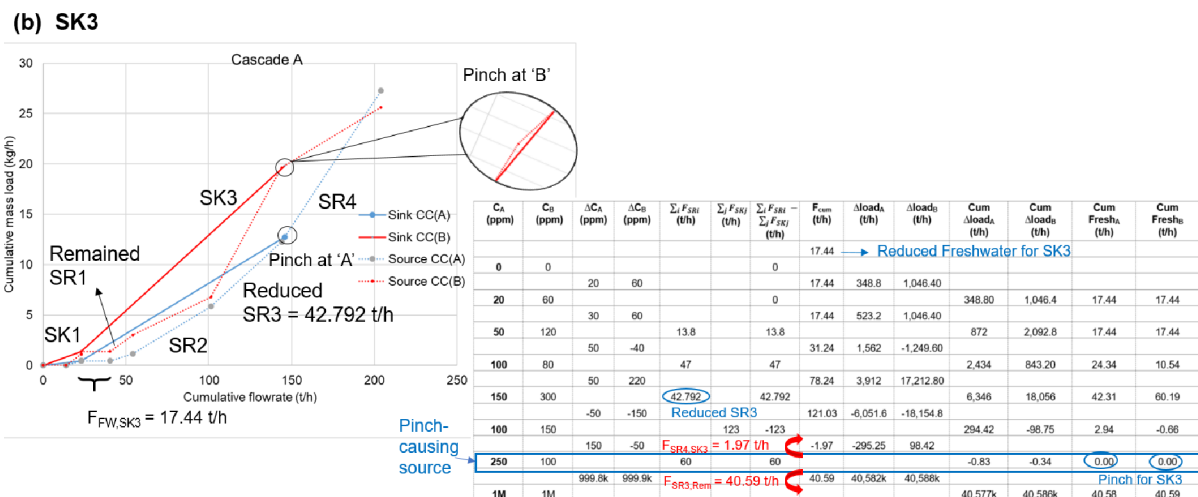 (b) SK3
Cascade A
Pinch at 'B'
Cumulative mass load (kg/h)
30
25
20
15
10
5
0
0
50
100
150
200
250
Cumulative flowrate (t/h)
SK3
SR4
Sink CC(A)
Sink CC(B)
Source CC(A)
Source CC(B)
Remained
SR1
Pinch at 'A'
Reduced
SR3 = 42.792 t/h
SK1
SR2
F_FW,SK3 = 17.44 t/h
Pinch-
causing
source
C_A (ppm) C_B (ppm) ΔC_A (ppm) ΔC_B (ppm) ∑_i F_SRi (t/h) ∑_j F_SKj (t/h) ∑_i F_SRi − ∑_j F_SKj (t/h) F_cum (t/h) Δload_A (t/h) Δload_B (t/h) Cum Δload_A (t/h) Cum Δload_B (t/h) Cum Fresh_A (t/h) Cum Fresh_B (t/h)
17.44 Reduced Freshwater for SK3
0 0 0
20 60 17.44 348.8 1,046.40
20 60 0 348.80 1,046.4 17.44 17.44
30 60 17.44 523.2 1,046.40
50 120 13.8 13.8 872 2,092.8 17.44 17.44
50 -40 31.24 1,562 -1,249.60
100 80 47 47 2,434 843.20 24.34 10.54
50 220 78.24 3,912 17,212.80
150 300 42.792 42.792 6,346 18,056 42.31 60.19
-50 -150 Reduced SR3 121.03 -6,051.6 -18,154.8
100 150 123 -123 294.42 -98.75 2.94 -0.66
150 -50 F_SR4,SK3 = 1.97 t/h -1.97 -295.25 98.42
250 100 60 60 -0.83 -0.34 0.00 0.00
999.8k 999.9k F_SR3,Rem = 40.59 t/h 40.59 40,582k 40,588k Pinch for SK3
1M 1M 40,577k 40,586k 40.58 40.59